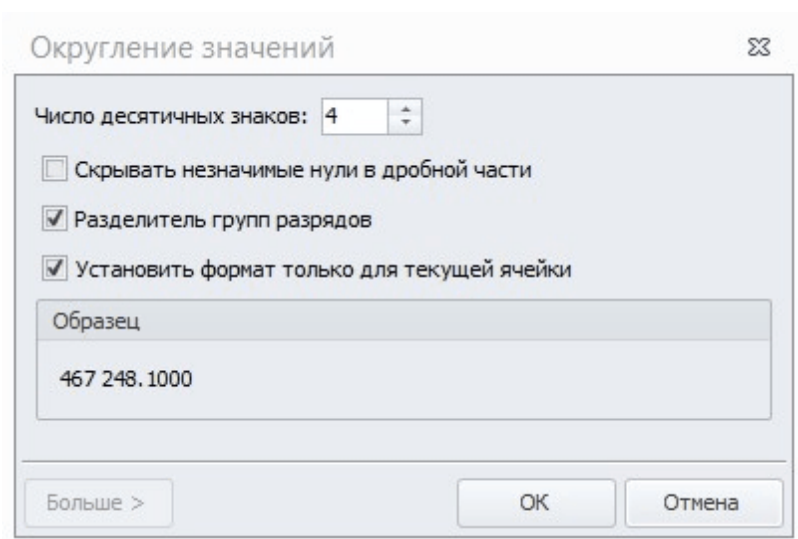 Округление значений
Число десятичных знаков: 4
Скрывать незначимые нули в дробной части
Разделитель групп разрядов
Установить формат только для текущей ячейки
Образец
467 248.1000
Больше >
OK
Отмена